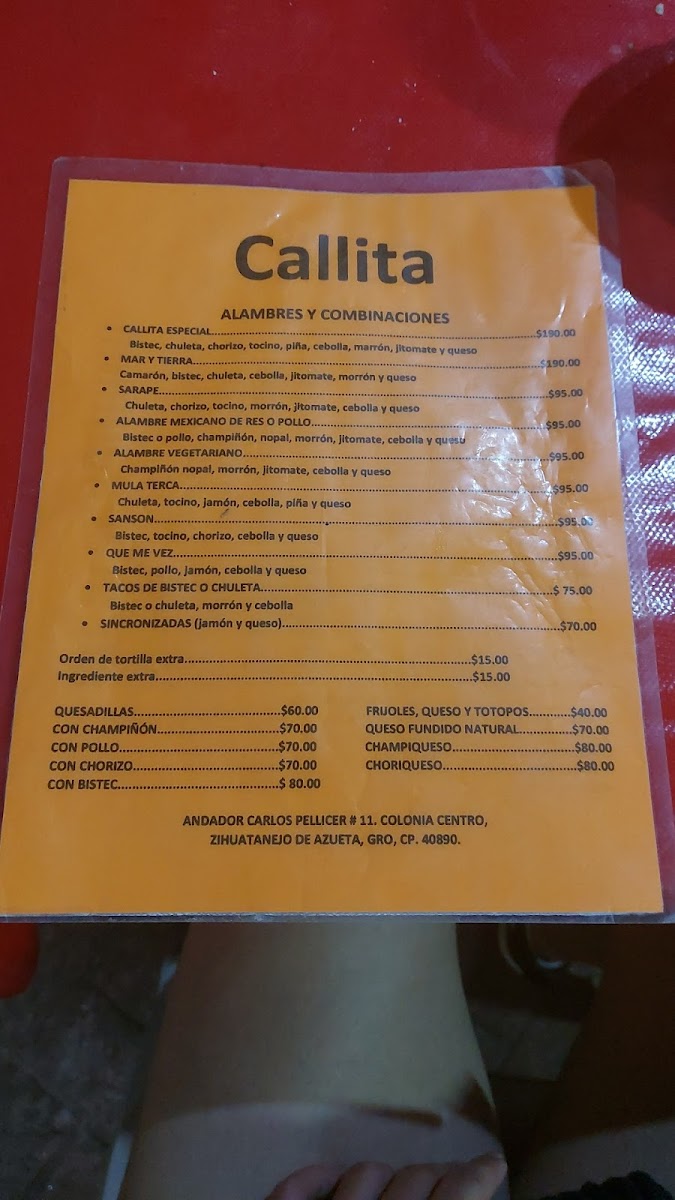 Callita
ALAMBRES Y COMBINACIONES
• CALLITA ESPECIAL....................$190.00
Bistec, chuleta, chorizo, tocino, piña, cebolla, marrón, jitomate y queso
• MAR Y TIERRA....................$190.00
Camarón, bistec, chuleta, cebolla, jitomate, morrón y queso
• SARAPE....................$95.00
Chuleta, chorizo, tocino, morrón, jitomate, cebolla y queso
• ALAMBRE MEXICANO DE RES O POLLO....................$95.00
Bistec o pollo, champiñón, nopal, morrón, jitomate, cebolla y queso
• ALAMBRE VEGETARIANO....................$95.00
Champiñón nopal, morrón, jitomate, cebolla y queso
• MULA TERCA....................$95.00
Chuleta, tocino, jamón, cebolla, piña y queso
• SANSON....................$95.00
Bistec, tocino, chorizo, cebolla y queso
• QUE ME VEZ....................$95.00
Bistec, pollo, jamón, cebolla y queso
• TACOS DE BISTEC O CHULETA....................$ 75.00
Bistec o chuleta, morrón y cebolla
• SINCRONIZADAS (jamón y queso)....................$70.00
Orden de tortilla extra....................$15.00
Ingrediente extra....................$15.00
QUESADILLAS....................$60.00
CON CHAMPIÑÓN....................$70.00
CON POLLO....................$70.00
CON CHORIZO....................$70.00
CON BISTEC....................$ 80.00
FRIJOLES, QUESO Y TOTOPOS............$40.00
QUESO FUNDIDO NATURAL...............$70.00
CHAMPIQUESO....................$80.00
CHORIQUESO....................$80.00
ANDADOR CARLOS PELLICER # 11. COLONIA CENTRO,
ZIHUATANEJO DE AZUETA, GRO, CP. 40890.